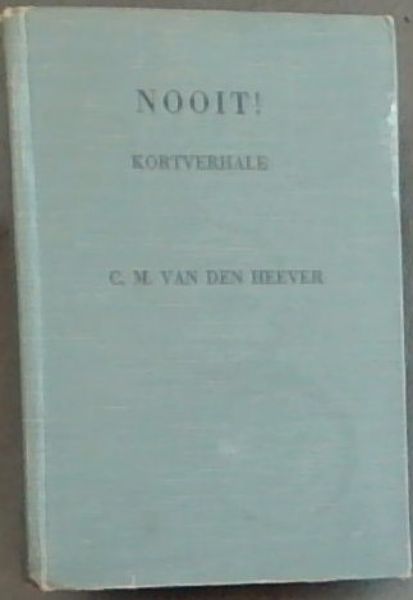 NOOIT!
KORTVERHALE
C. M. VAN DEN HEEVER